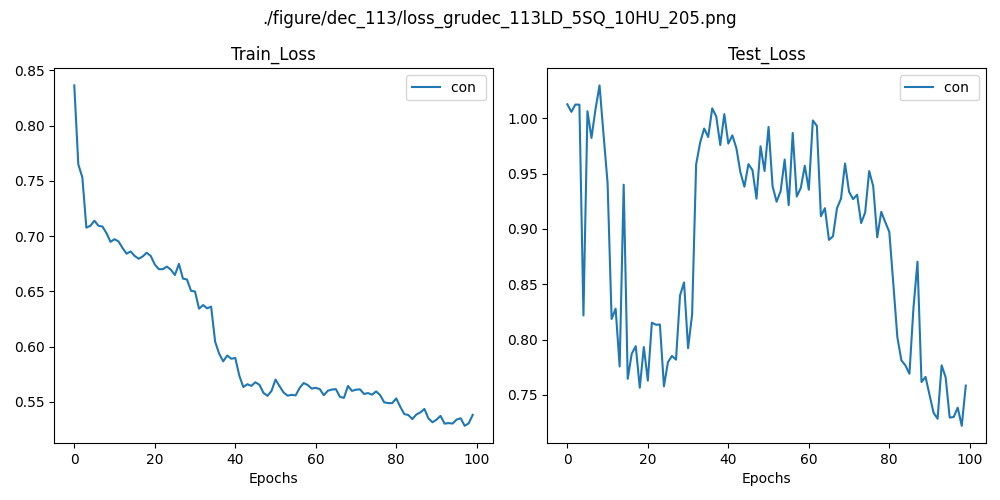 ./figure/dec_113/loss_grudec_113LD_5SQ_10HU_205.png
Train_Loss
con
0.85
0.80
0.75
0.70
0.65
0.60
0.55
0 20 40 60 80 100
Epochs
Test_Loss
con
1.00
0.95
0.90
0.85
0.80
0.75
0 20 40 60 80 100
Epochs